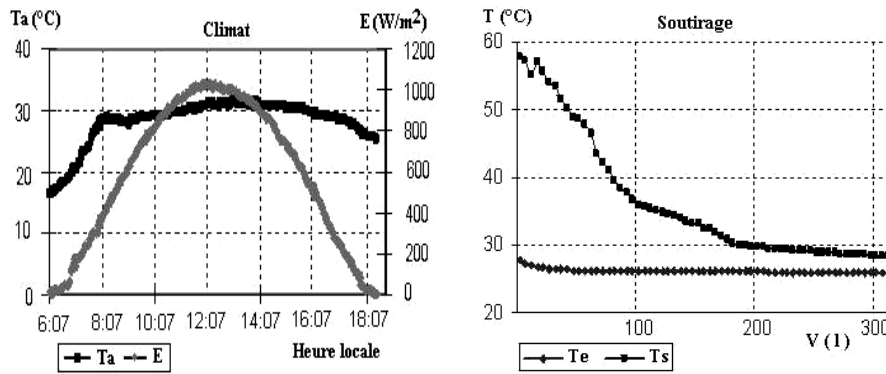 Ta (°C)
Climat
E (W/m²)
40
30
20
10
0
1200
1000
800
600
400
200
0
6:07 8:07 10:07 12:07 14:07 16:07 18:07
Heure locale
Ta E
T (°C)
Soutirage
60
50
40
30
20
100 200 300
V (l)
Te Ts